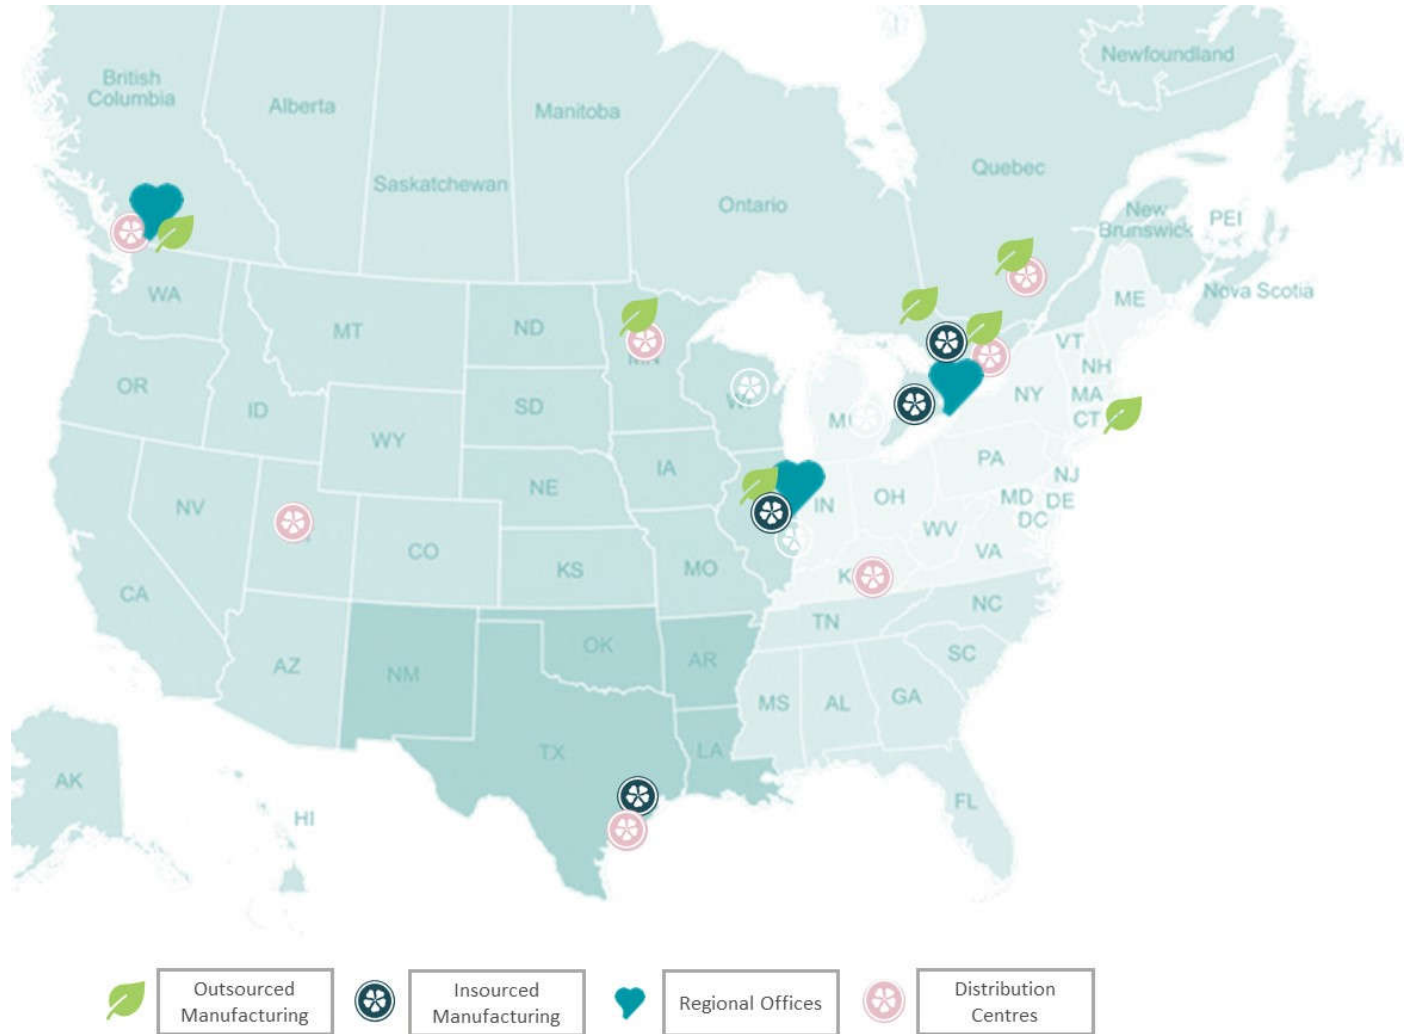 Newfoundland
British
Columbia
Alberta
Manitoba
Saskatchewan
Ontario
Quebec
New
Brunswick
PEI
Nova Scotia
WA
MT
ND
ME
VT
NH
OR
ID
SD
NY
MA
CT
WY
IA
PA
NJ
NE
NV
IN
OH
MD
DE
DC
WV
CO
KS
MO
VA
CA
NC
TN
OK
AR
SC
AZ
NM
MS
AL
GA
TX
LA
AK
HI
FL
Outsourced
Manufacturing
Insourced
Manufacturing
Regional Offices
Distribution
Centres